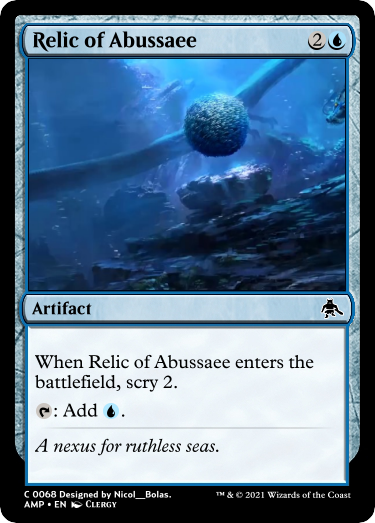 Relic of Abussaee 2
Artifact
When Relic of Abussaee enters the
battlefield, scry 2.
: Add .
A nexus for ruthless seas.
C 0068 Designed by Nicol__Bolas.
AMP • EN CLERGY
™ & © 2021 Wizards of the Coast